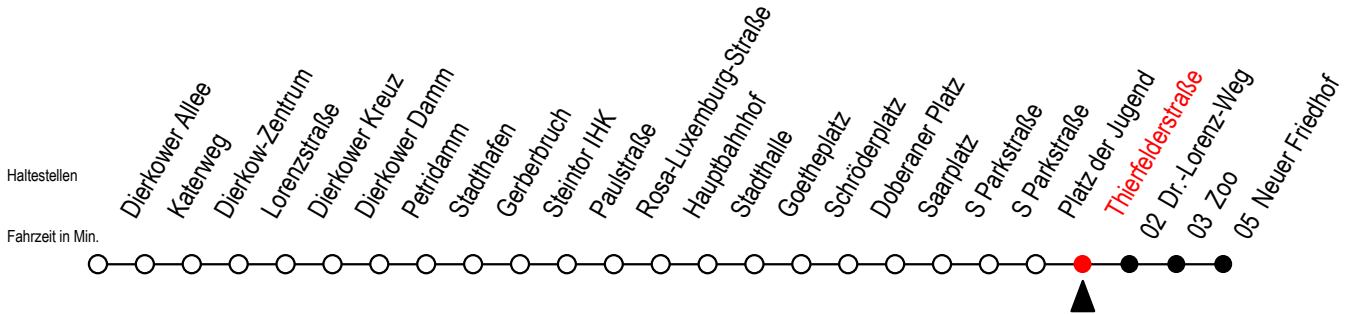 Haltestellen
Dierkower Allee
Katerweg
Dierkow-Zentrum
Lorenzstraße
Dierkower Kreuz
Dierkower Damm
Petridamm
Stadthafen
Gerberbruch
Steintor IHK
Paulstraße
Rosa-Luxemburg-Straße
Hauptbahnhof
Stadthalle
Goetheplatz
Schröderplatz
Doberaner Platz
Saarplatz
S Parkstraße
S Parkstraße
Platz der Jugend
Thierfelderstraße
02 Dr.-Lorenz-Weg
03 Zoo
05 Neuer Friedhof
Fahrzeit in Min.